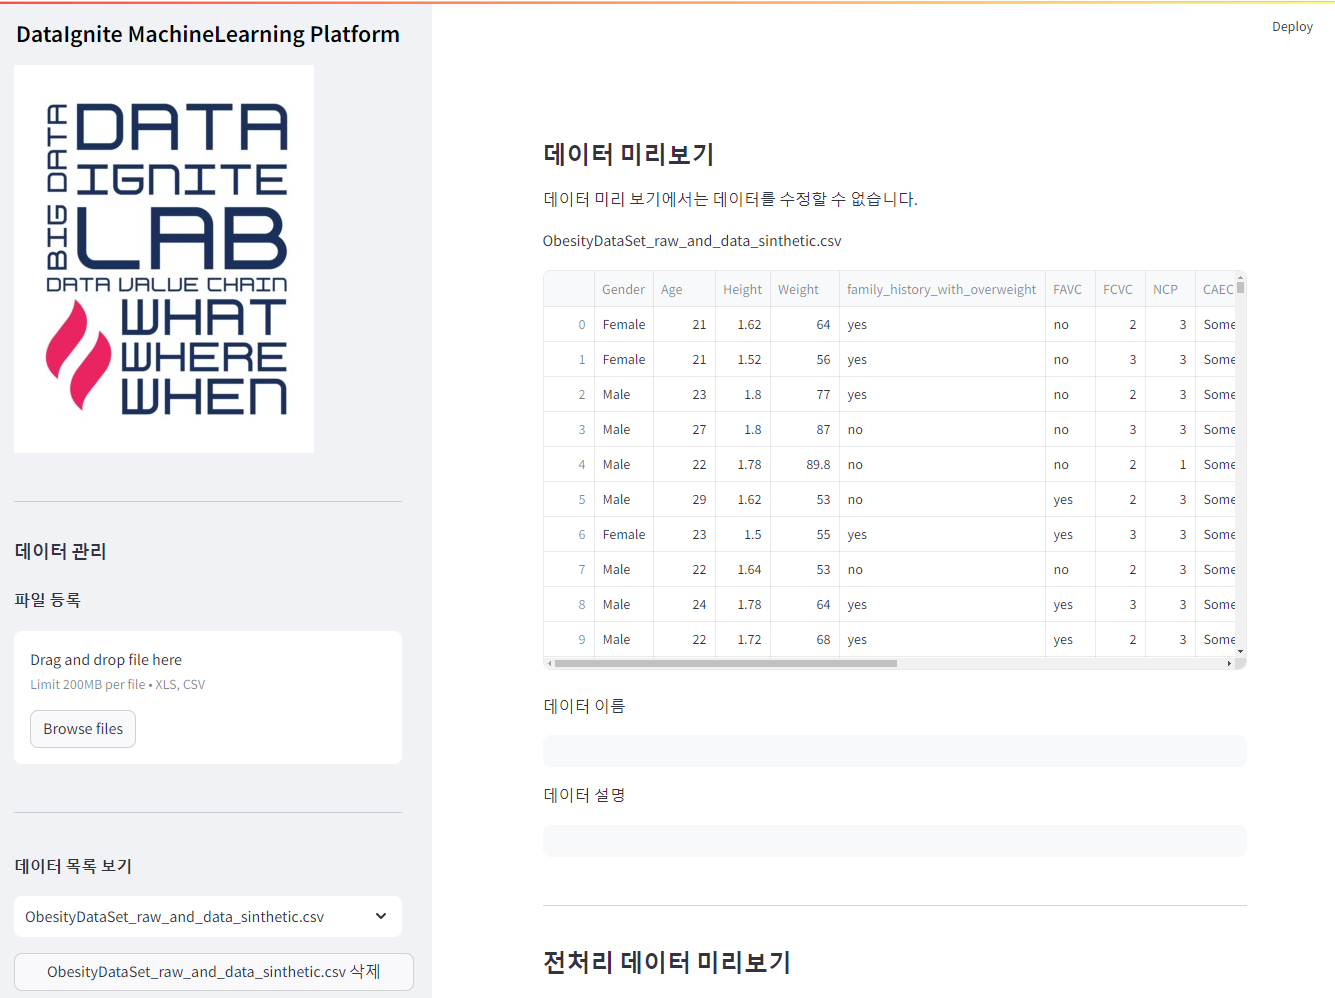 DataIgnite MachineLearning Platform
Deploy
BIG DATA
DATA
IGNITE
LAB
DATA VALUE CHAIN
WHAT
WHERE
WHEN
데이터 관리
파일 등록
Drag and drop file here
Limit 200MB per file • XLS, CSV
Browse files
데이터 목록 보기
ObesityDataSet_raw_and_data_sinthetic.csv
ObesityDataSet_raw_and_data_sinthetic.csv 삭제
데이터 미리보기
데이터 미리 보기에서는 데이터를 수정할 수 없습니다.
ObesityDataSet_raw_and_data_sinthetic.csv
Gender Age Height Weight family_history_with_overweight FAVC FCVC NCP CAEC
0 Female 21 1.62 64 yes no 2 3 Some
1 Female 21 1.52 56 yes no 3 3 Some
2 Male 23 1.8 77 yes no 2 3 Some
3 Male 27 1.8 87 no no 3 3 Some
4 Male 22 1.78 89.8 no no 2 1 Some
5 Male 29 1.62 53 no yes 2 3 Some
6 Female 23 1.5 55 yes yes 3 3 Some
7 Male 22 1.64 53 no no 2 3 Some
8 Male 24 1.78 64 yes yes 3 3 Some
9 Male 22 1.72 68 yes yes 2 3 Some
데이터 이름
데이터 설명
전처리 데이터 미리보기